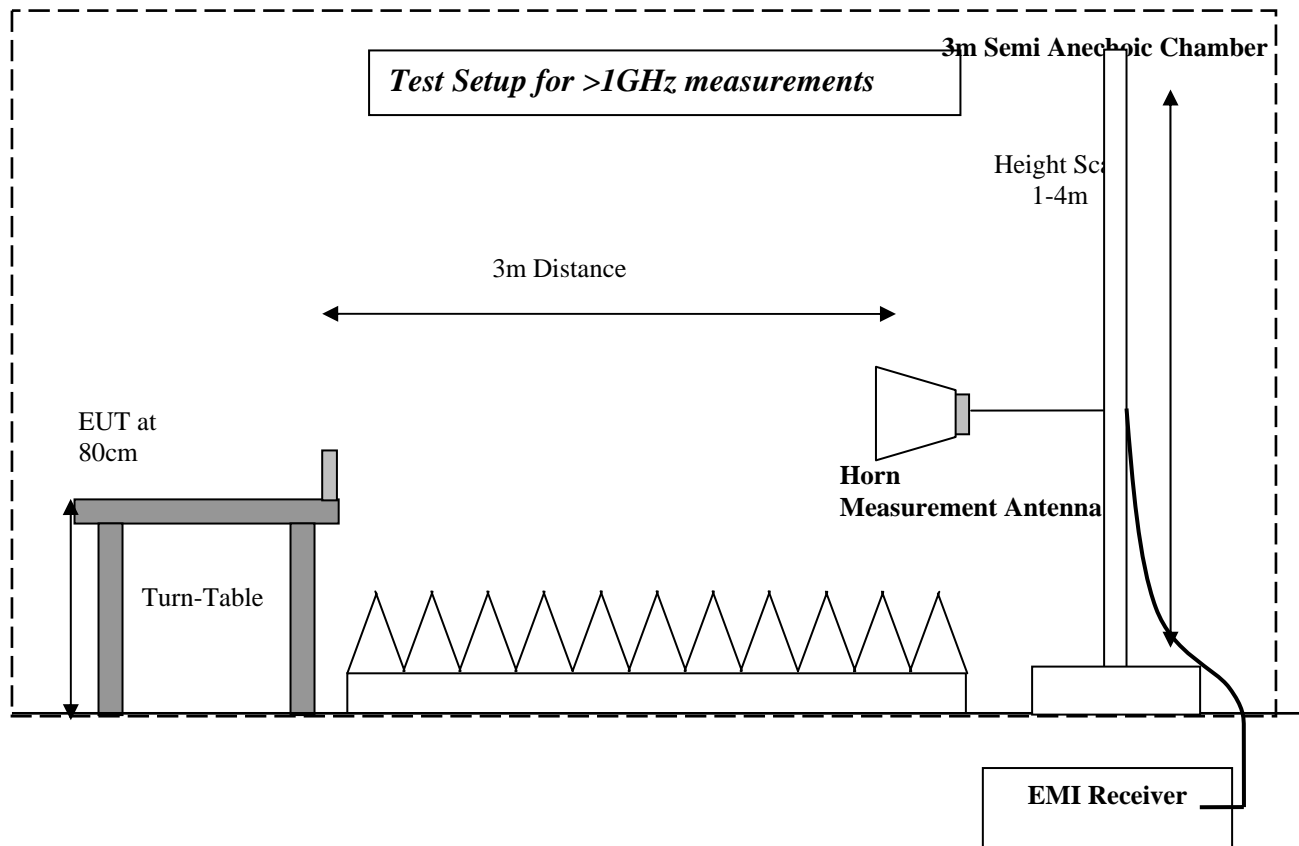 3m Semi Anechoic Chamber
Test Setup for >1GHz measurements
Height Sca
1-4m
3m Distance
EUT at
80cm
Horn
Measurement Antenna
Turn-Table
EMI Receiver